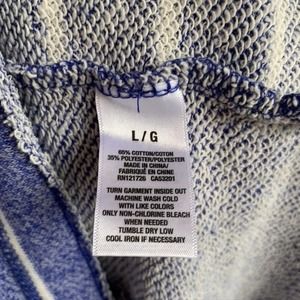 L / G
65% COTTON/COTON
35% POLYESTER/POLYESTER
MADE IN CHINA/
FABRIQUÉ EN CHINE
RN121726 CA53201
TURN GARMENT INSIDE OUT
MACHINE WASH COLD
WITH LIKE COLORS
ONLY NON-CHLORINE BLEACH
WHEN NEEDED
TUMBLE DRY LOW
COOL IRON IF NECESSARY